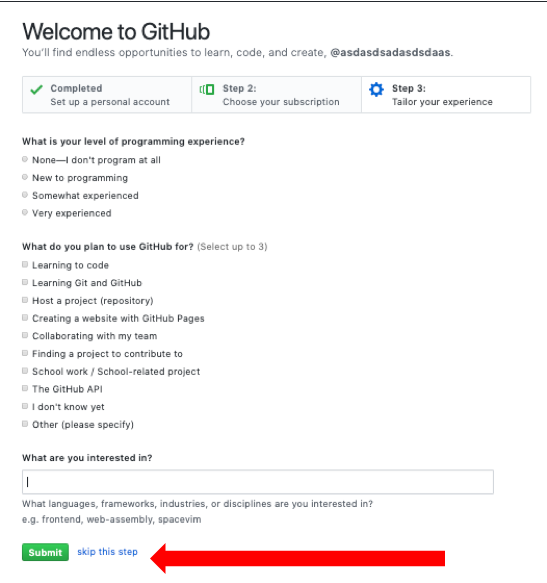 Welcome to GitHub
You'll find endless opportunities to learn, code, and create, @asdasdsadasdsdaas.
Completed
Set up a personal account
Step 2:
Choose your subscription
Step 3:
Tailor your experience
What is your level of programming experience?
None—I don't program at all
New to programming
Somewhat experienced
Very experienced
What do you plan to use GitHub for? (Select up to 3)
Learning to code
Learning Git and GitHub
Host a project (repository)
Creating a website with GitHub Pages
Collaborating with my team
Finding a project to contribute to
School work / School-related project
The GitHub API
I don't know yet
Other (please specify)
What are you interested in?
What languages, frameworks, industries, or disciplines are you interested in?
e.g. frontend, web-assembly, spacevim
Submit skip this step